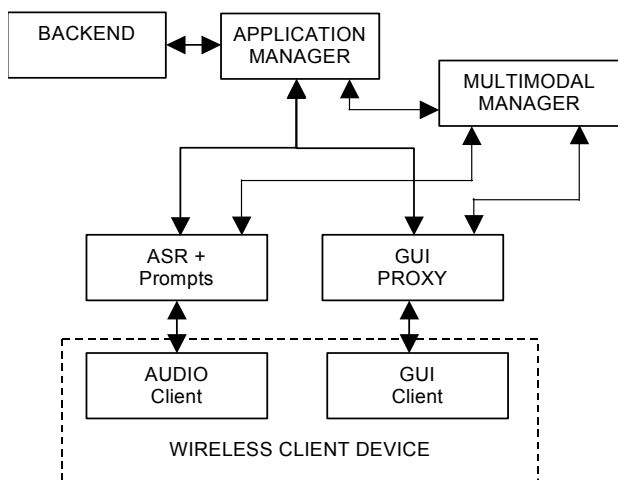 BACKEND
APPLICATION
MANAGER
MULTIMODAL
MANAGER
ASR +
Prompts
GUI
PROXY
AUDIO
Client
GUI
Client
WIRELESS CLIENT DEVICE